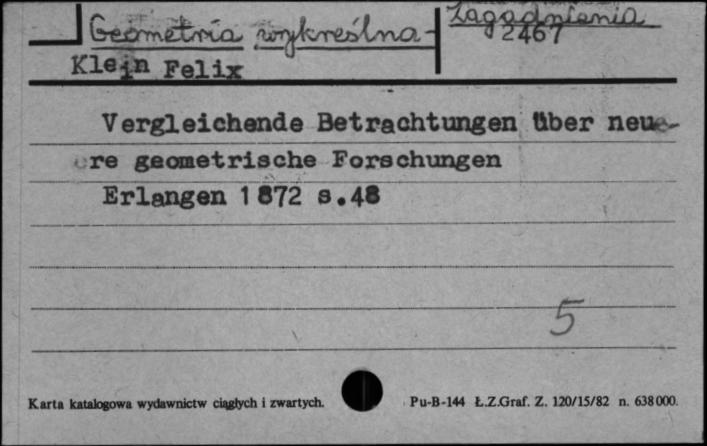 Geometria wykreślna - Zagadnienia
2467
Klein Felix
Vergleichende Betrachtungen über neue-
re geometrische Forschungen
Erlangen 1872 s.48
5
Karta katalogowa wydawnictw ciągłych i zwartych.
Pu-B-144 Ł.Z.Graf. Z. 120/15/82 n. 638000.